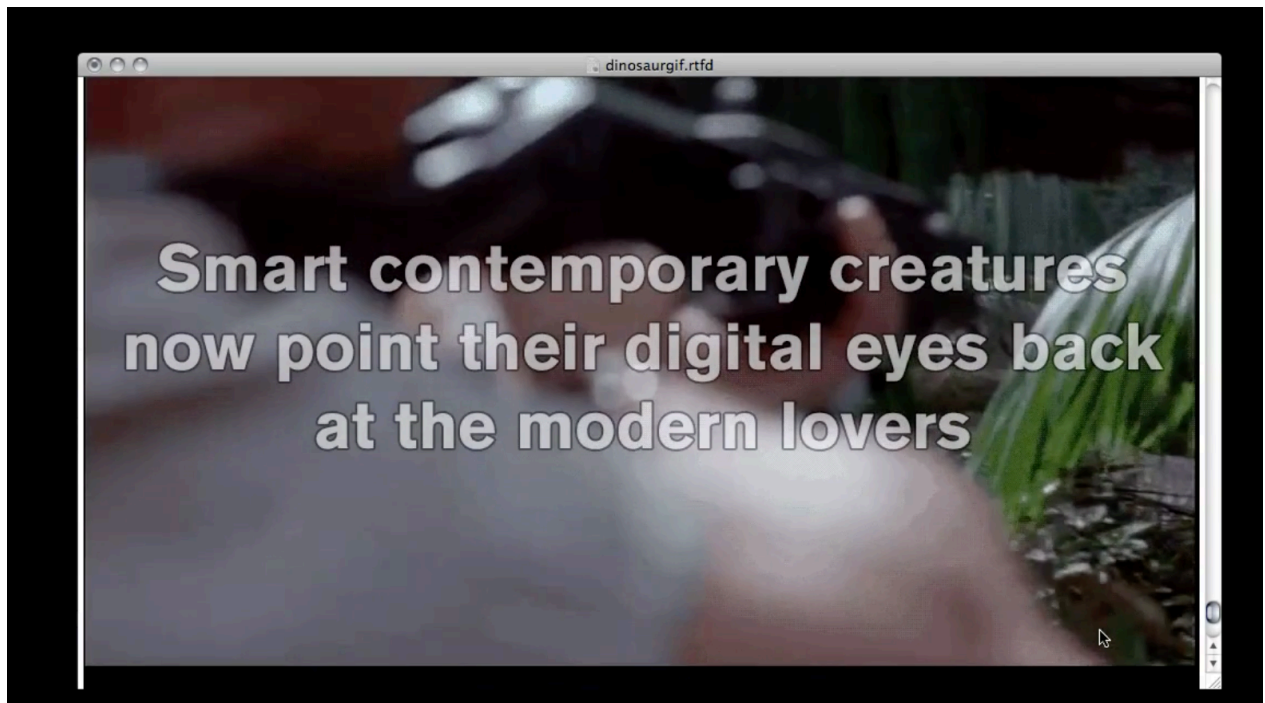 dinosaurgif.rtfd
Smart contemporary creatures
now point their digital eyes back
at the modern lovers